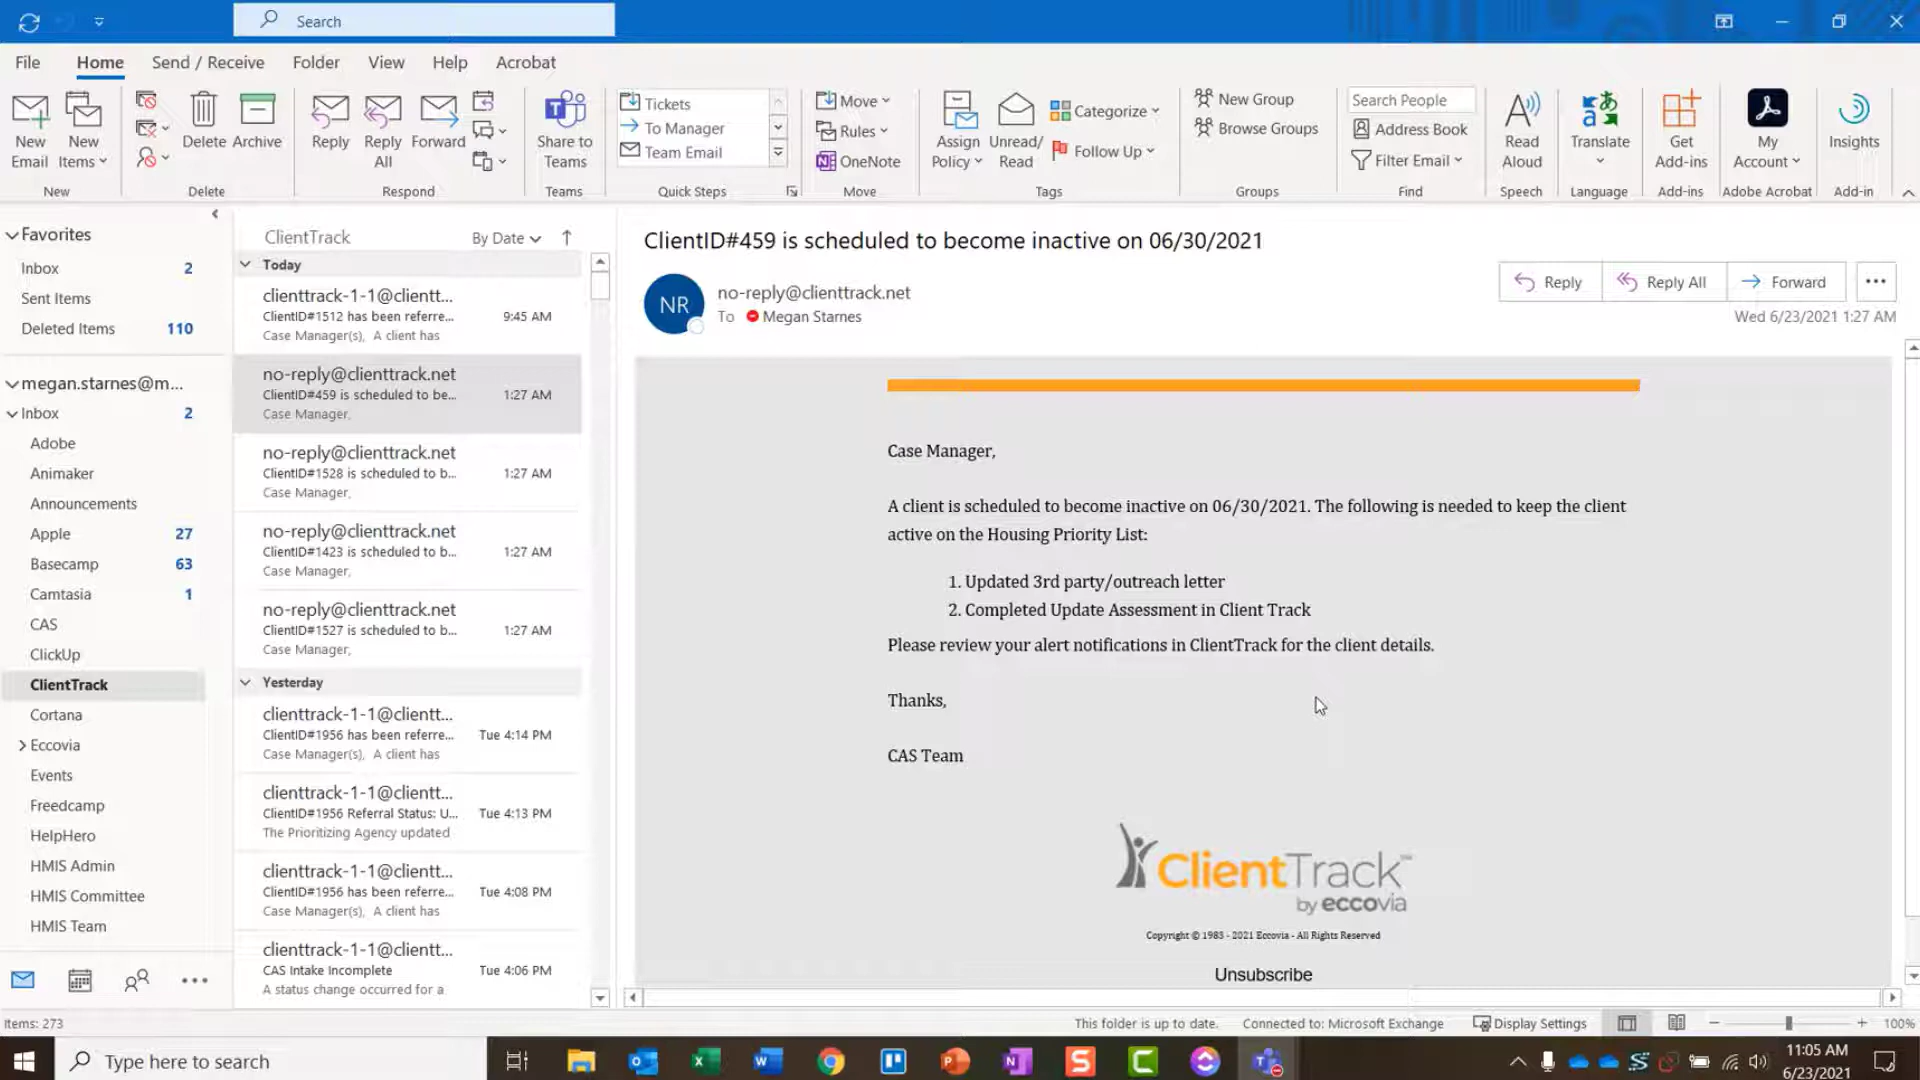 Search
File Home Send / Receive Folder View Help Acrobat
New Email
New Items
New
Delete
Archive
Delete
Reply
Reply All
Forward
Respond
Share to Teams
Teams
Tickets
To Manager
Team Email
Quick Steps
Move
Rules
OneNote
Move
Assign Policy
Unread/ Read
Categorize
Follow Up
Tags
New Group
Browse Groups
Groups
Search People
Address Book
Filter Email
Find
Read Aloud
Speech
Translate
Language
Get Add-ins
Add-ins
My Account
Adobe Acrobat
Insights
Add-in
Favorites
Inbox 2
Sent Items
Deleted Items 110
megan.starnes@m...
Inbox 2
Adobe
Animaker
Announcements
Apple 27
Basecamp 63
Camtasia 1
CAS
ClickUp
ClientTrack
Cortana
Eccovia
Events
Freedcamp
HelpHero
HMIS Admin
HMIS Committee
HMIS Team
ClientTrack By Date
Today
clienttrack-1-1@clientt...
ClientID#1512 has been referre... 9:45 AM
Case Manager(s), A client has
no-reply@clienttrack.net
ClientID#459 is scheduled to be... 1:27 AM
Case Manager,
no-reply@clienttrack.net
ClientID#1528 is scheduled to b... 1:27 AM
Case Manager,
no-reply@clienttrack.net
ClientID#1423 is scheduled to b... 1:27 AM
Case Manager,
no-reply@clienttrack.net
ClientID#1527 is scheduled to b... 1:27 AM
Case Manager,
Yesterday
clienttrack-1-1@clientt...
ClientID#1956 has been referre... Tue 4:14 PM
Case Manager(s), A client has
clienttrack-1-1@clientt...
ClientID#1956 Referral Status: U... Tue 4:13 PM
The Prioritizing Agency updated
clienttrack-1-1@clientt...
ClientID#1956 has been referre... Tue 4:08 PM
Case Manager(s), A client has
clienttrack-1-1@clientt...
CAS Intake Incomplete Tue 4:06 PM
A status change occurred for a
ClientID#459 is scheduled to become inactive on 06/30/2021
NR
no-reply@clienttrack.net
To Megan Starnes
Reply Reply All Forward
Wed 6/23/2021 1:27 AM
Case Manager,
A client is scheduled to become inactive on 06/30/2021. The following is needed to keep the client
active on the Housing Priority List:
1. Updated 3rd party/outreach letter
2. Completed Update Assessment in Client Track
Please review your alert notifications in ClientTrack for the client details.
Thanks,
CAS Team
ClientTrack™
by eccovia
Copyright © 1983 - 2021 Eccovia - All Rights Reserved
Unsubscribe
Items: 273
This folder is up to date. Connected to: Microsoft Exchange Display Settings 100%
Type here to search
11:05 AM
6/23/2021